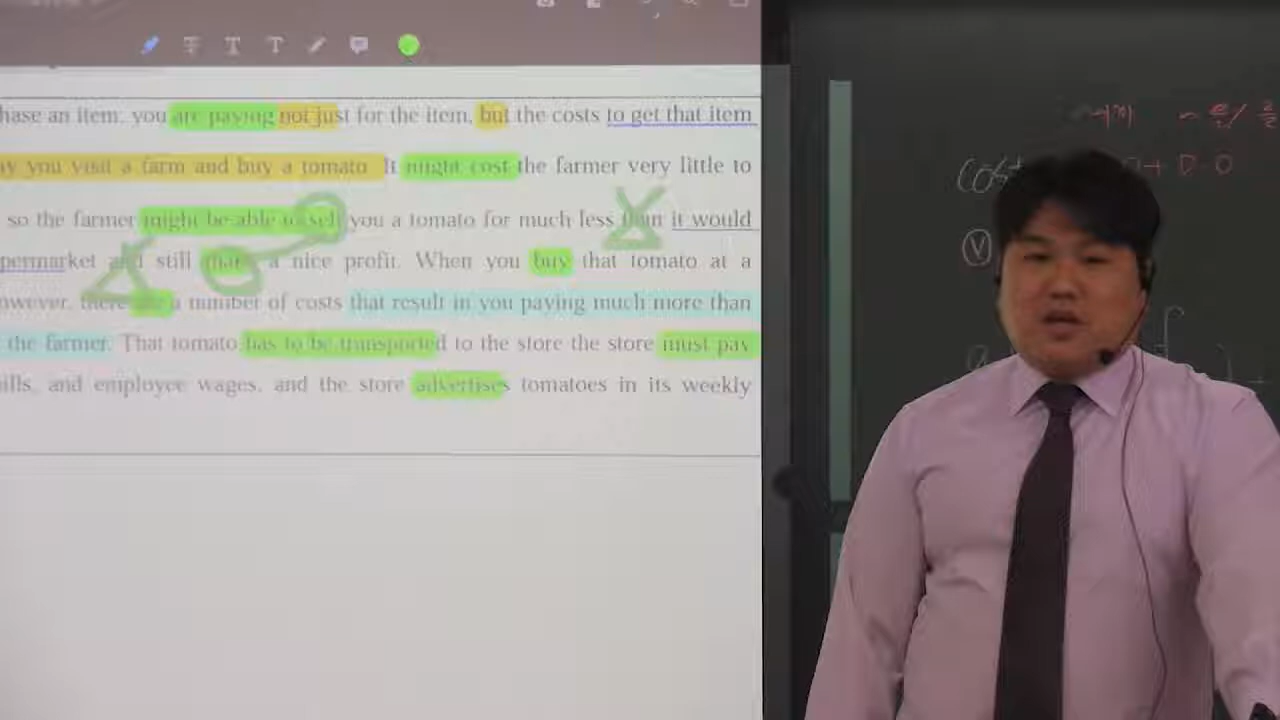 hase an item, you are paying not just for the item, but the costs to get that item
ay you visit a farm and buy a tomato. It might cost the farmer very little to
so the farmer might be able to sell you a tomato for much less than it would
permarket and still make a nice profit. When you buy that tomato at a
owever, there are a number of costs that result in you paying much more than
the farmer. That tomato has to be transported to the store the store must pay
ills, and employee wages, and the store advertises tomatoes in its weekly
cost
+ D.O
V